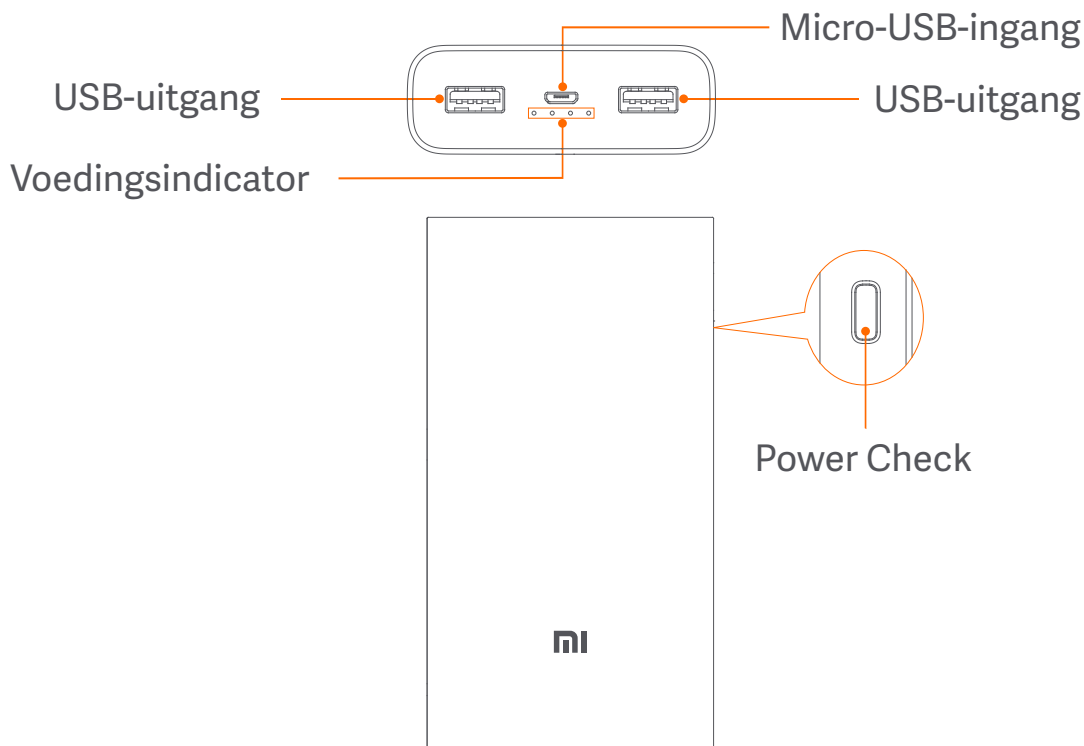 Micro-USB-ingang
USB-uitgang
USB-uitgang
Voedingsindicator
Power Check
MI